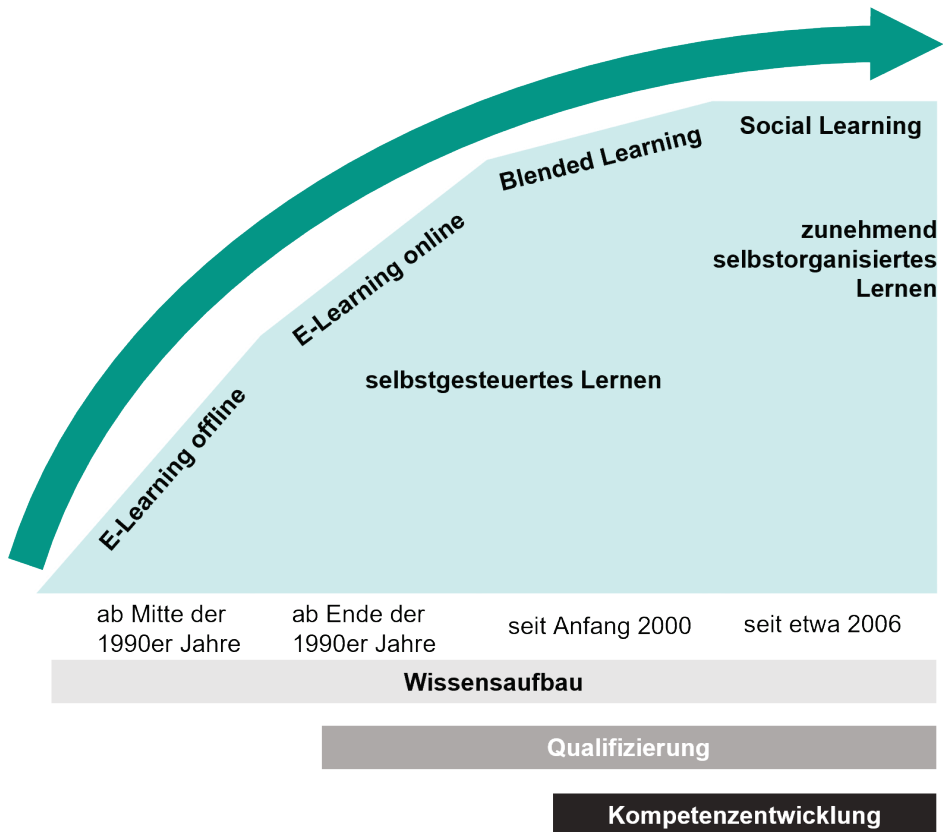 Social Learning
Blended Learning
E-Learning online
E-Learning offline
zunehmend
selbstorganisiertes
Lernen
selbstgesteuertes Lernen
ab Mitte der
1990er Jahre
ab Ende der
1990er Jahre
seit Anfang 2000
seit etwa 2006
Wissensaufbau
Qualifizierung
Kompetenzentwicklung